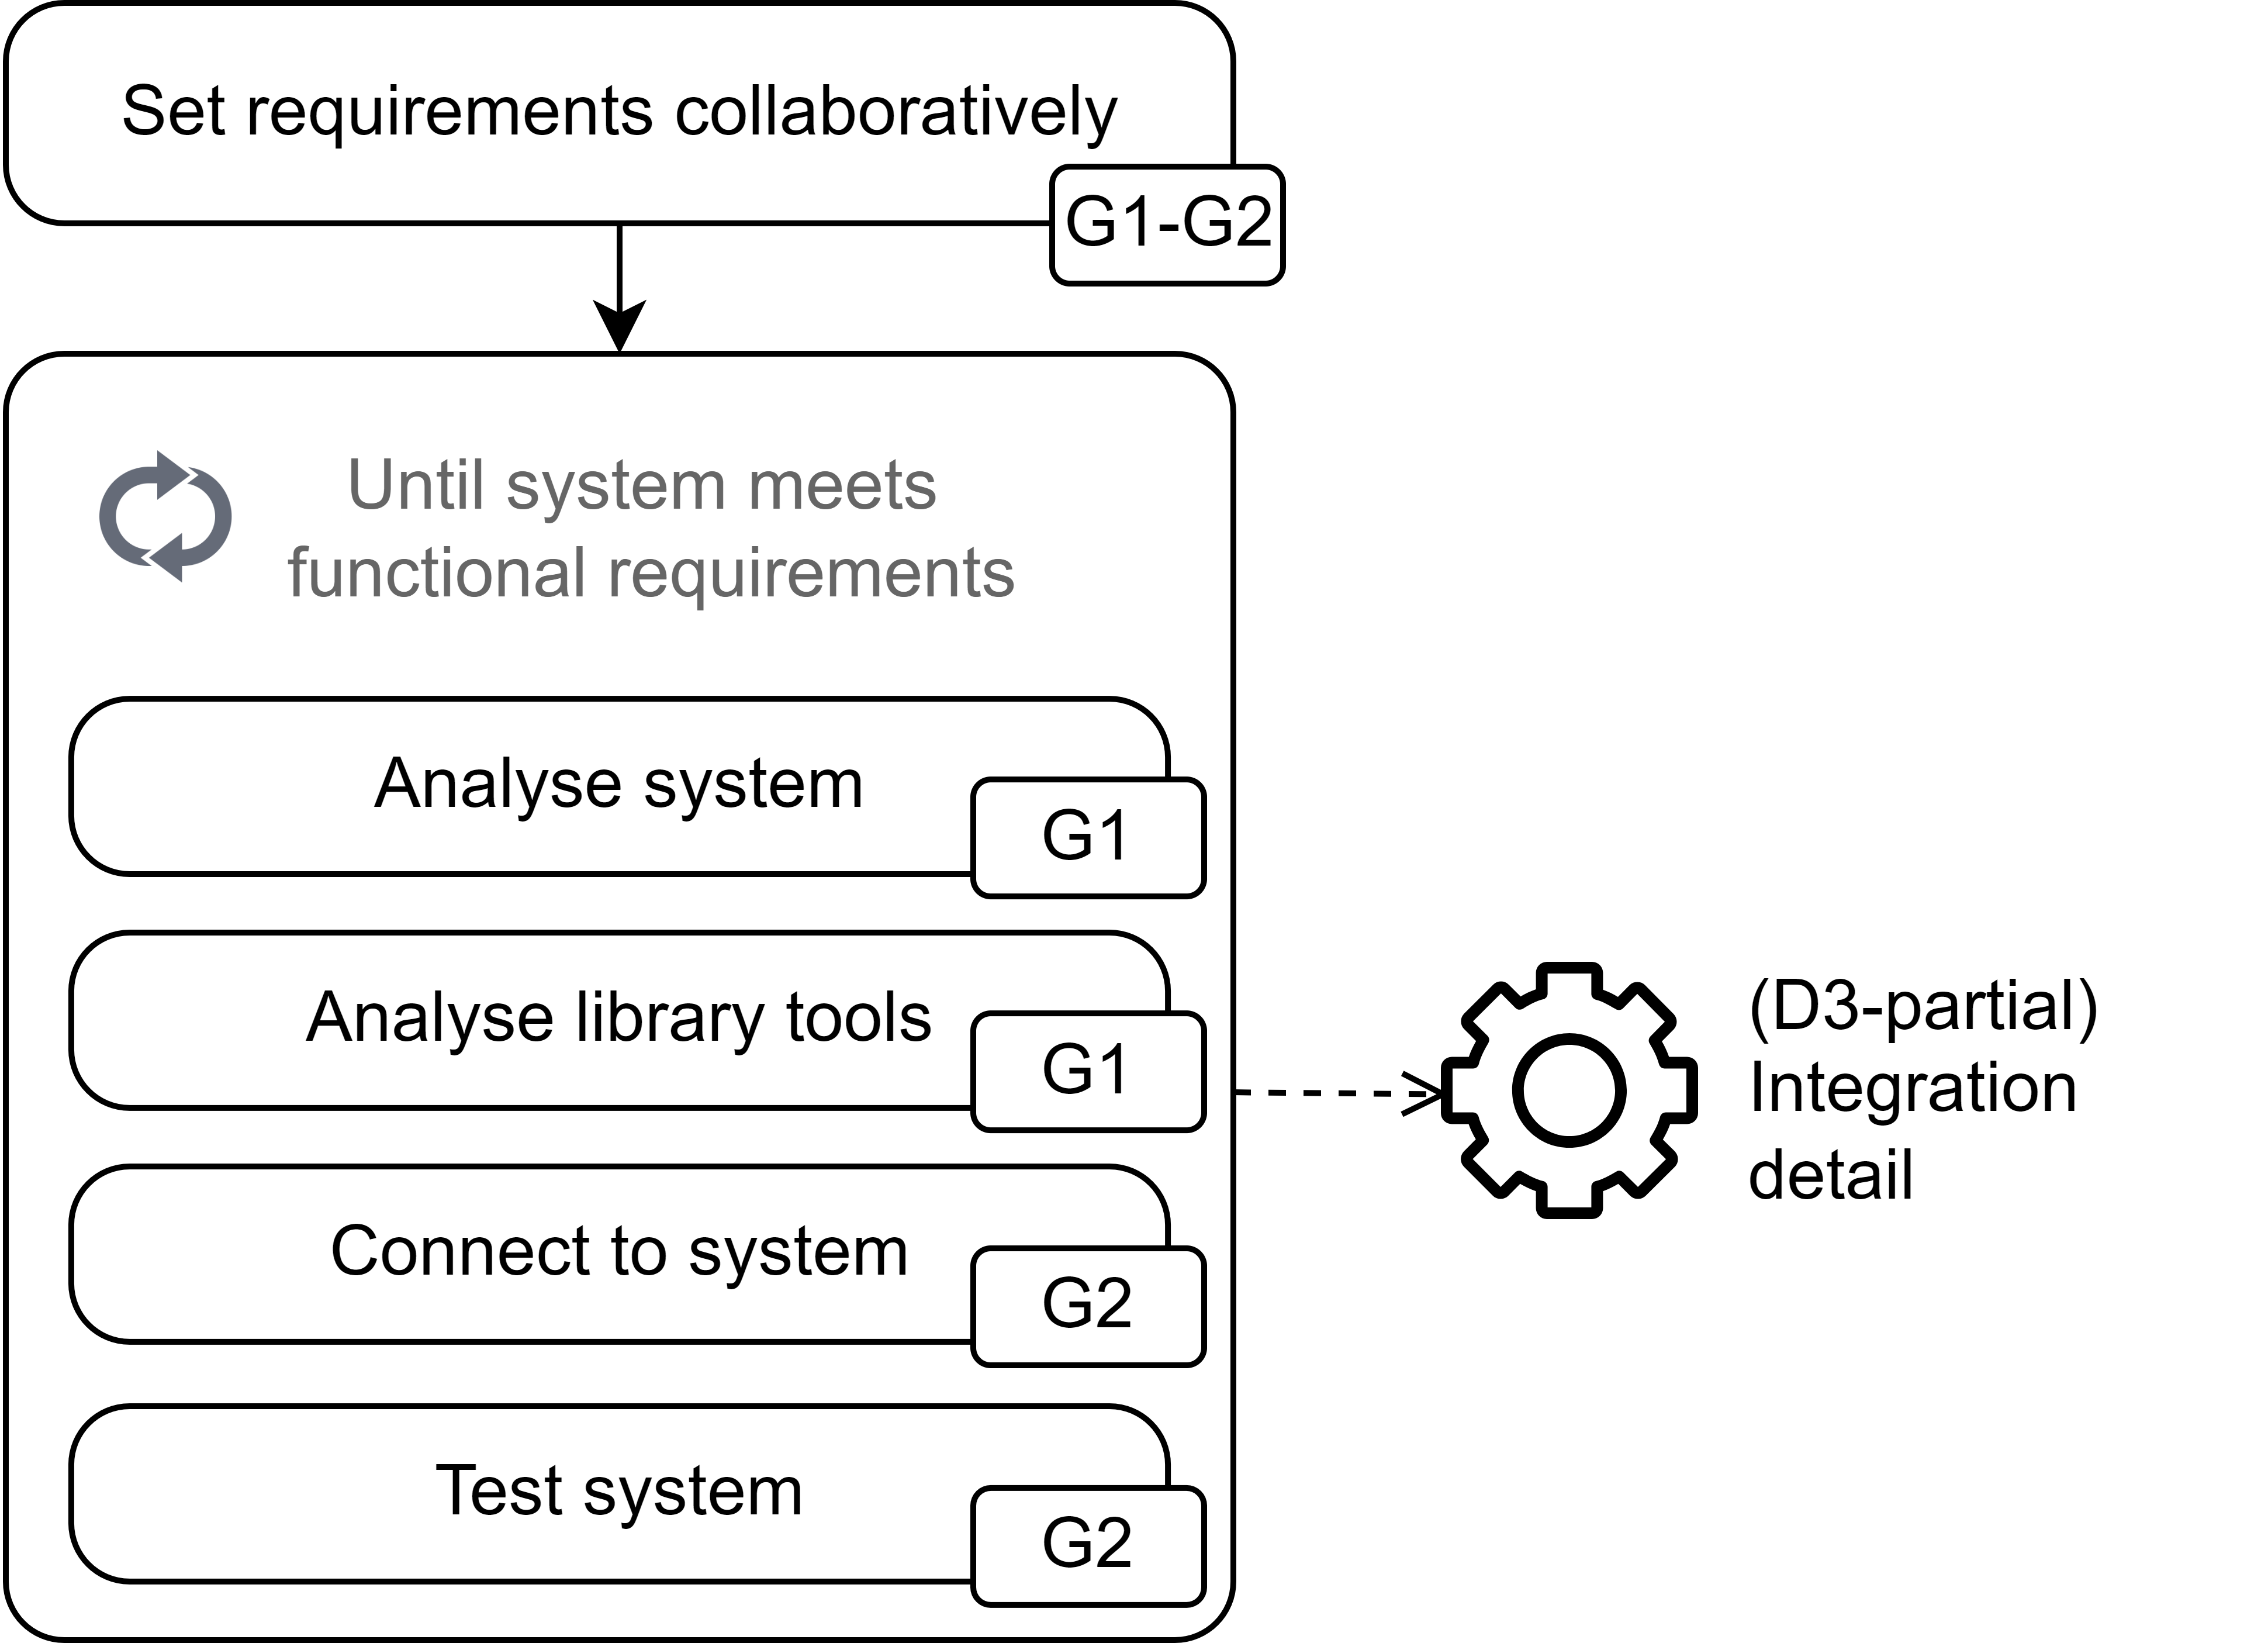 Set requirements collaboratively
G1-G2
Until system meets
functional requirements
Analyse system
G1
Analyse library tools
G1
Connect to system
G2
Test system
G2
(D3-partial)
Integration
detail